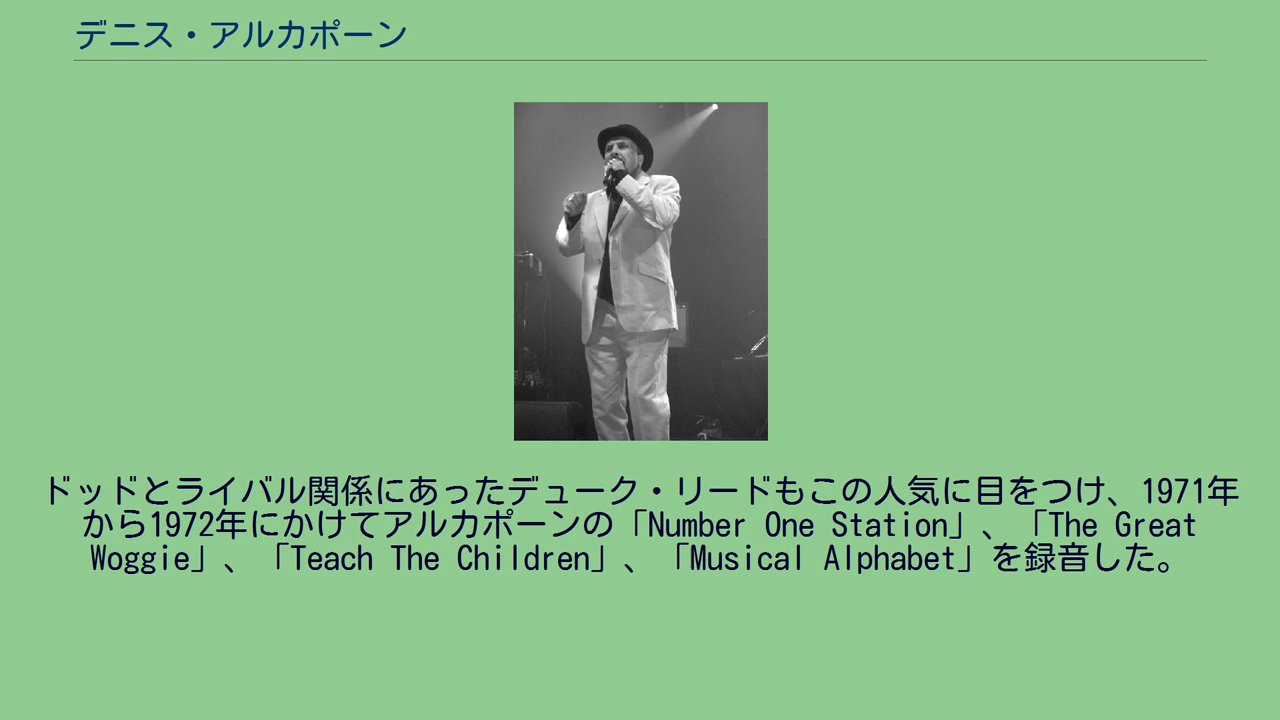 デニス・アルカポーン
ドッドとライバル関係にあったデューク・リードもこの人気に目をつけ、1971年
から1972年にかけてアルカポーンの「Number One Station」、「The Great
Woggie」、「Teach The Children」、「Musical Alphabet」を録音した。